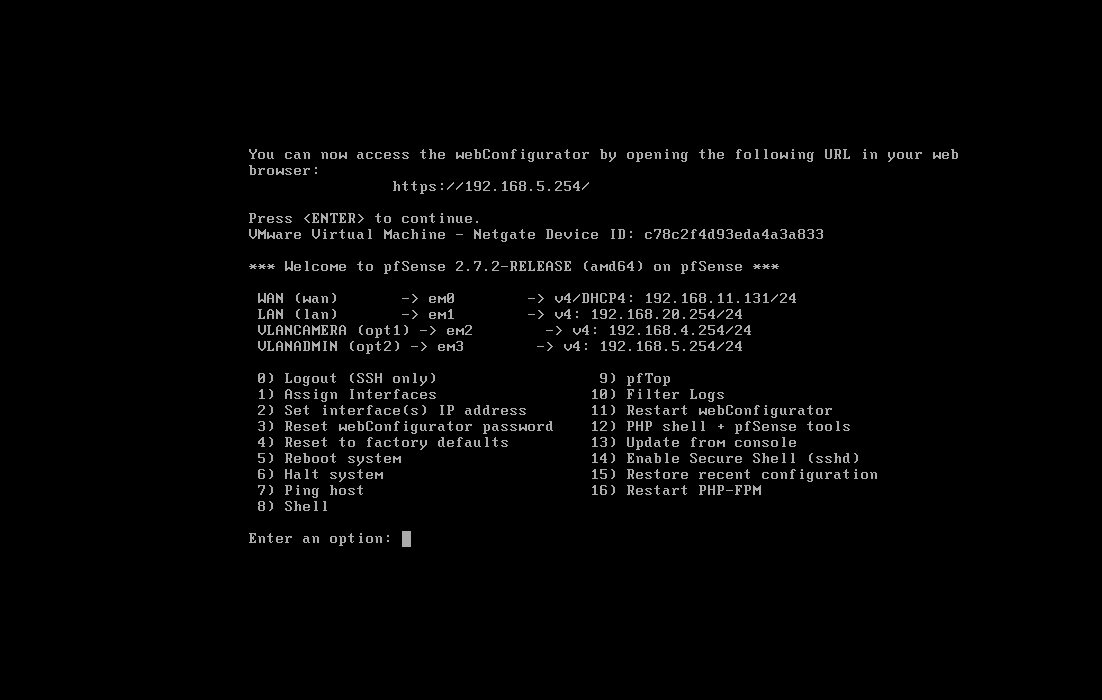 You can now access the webConfigurator by opening the following URL in your web
browser:
https://192.168.5.254/
Press <ENTER> to continue.
VMware Virtual Machine - Netgate Device ID: c78c2f4d93eda4a3a833
*** Welcome to pfSense 2.7.2-RELEASE (amd64) on pfSense ***
WAN (wan)       -> em0        -> v4/DHCP4: 192.168.11.131/24
LAN (lan)       -> em1        -> v4: 192.168.20.254/24
VLANCAMERA (opt1) -> em2        -> v4: 192.168.4.254/24
VLANADMIN (opt2) -> em3        -> v4: 192.168.5.254/24
0) Logout (SSH only)                  9) pfTop
1) Assign Interfaces                 10) Filter Logs
2) Set interface(s) IP address       11) Restart webConfigurator
3) Reset webConfigurator password    12) PHP shell + pfSense tools
4) Reset to factory defaults         13) Update from console
5) Reboot system                     14) Enable Secure Shell (sshd)
6) Halt system                       15) Restore recent configuration
7) Ping host                         16) Restart PHP-FPM
8) Shell
Enter an option: